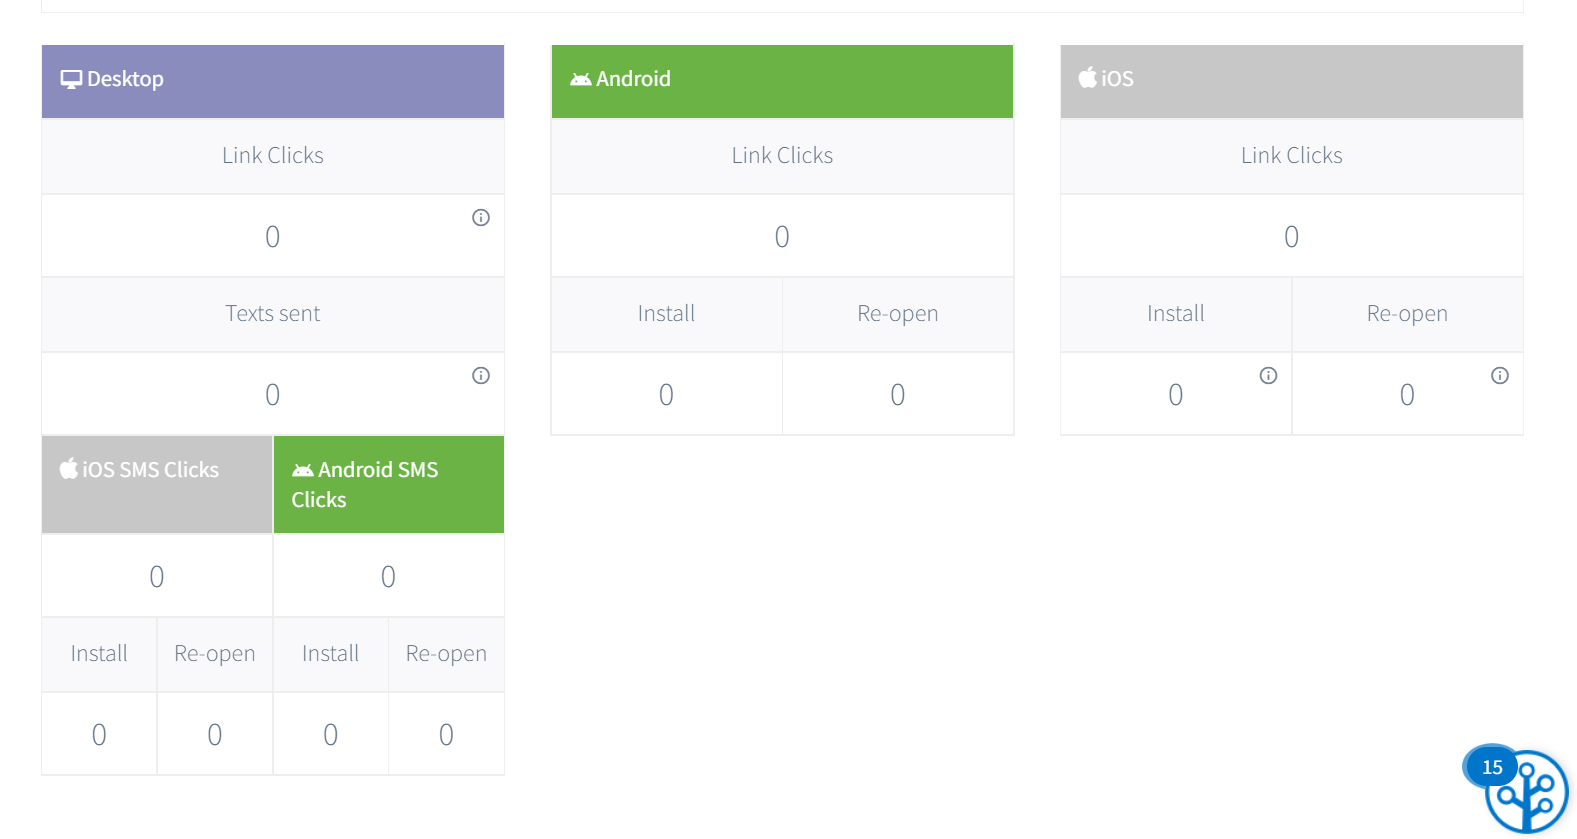 Desktop
Link Clicks
0
Texts sent
0
iOS SMS Clicks
Android SMS
Clicks
0 0
Install Re-open Install Re-open
0 0 0 0
Android
Link Clicks
0
Install Re-open
0 0
iOS
Link Clicks
0
Install Re-open
0 0
15